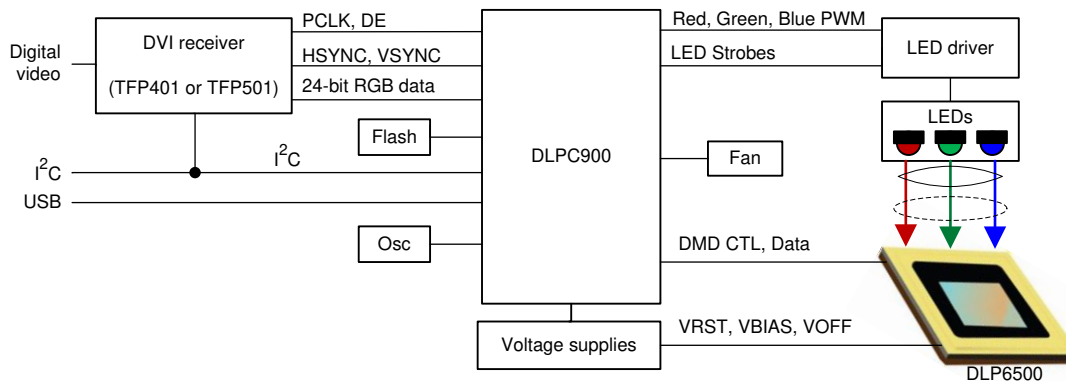 Digital video
DVI receiver
(TFP401 or TFP501)
PCLK, DE
HSYNC, VSYNC
24-bit RGB data
Flash
I²C
I²C
USB
Osc
DLPC900
Voltage supplies
Red, Green, Blue PWM
LED Strobes
LED driver
LEDs
Fan
DMD CTL, Data
VRST, VBIAS, VOFF
DLP6500